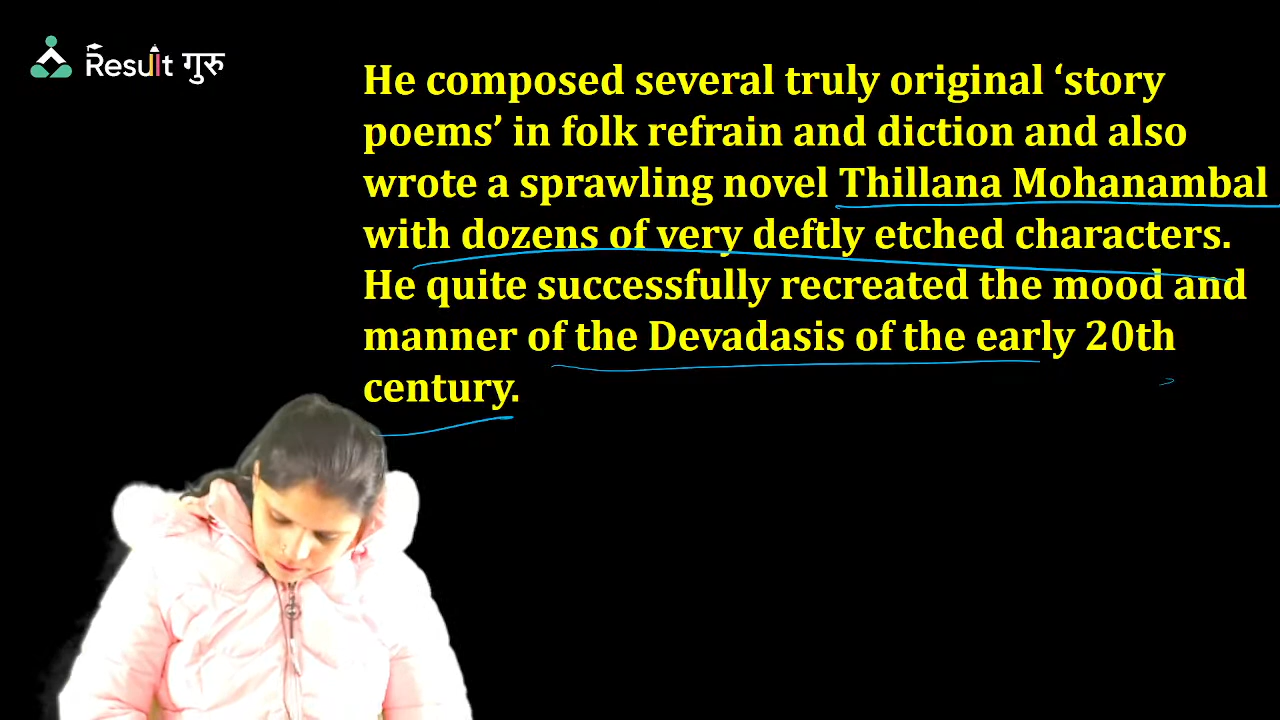 Result गुरु
He composed several truly original ‘story
poems’ in folk refrain and diction and also
wrote a sprawling novel Thillana Mohanambal
with dozens of very deftly etched characters.
He quite successfully recreated the mood and
manner of the Devadasis of the early 20th
century.